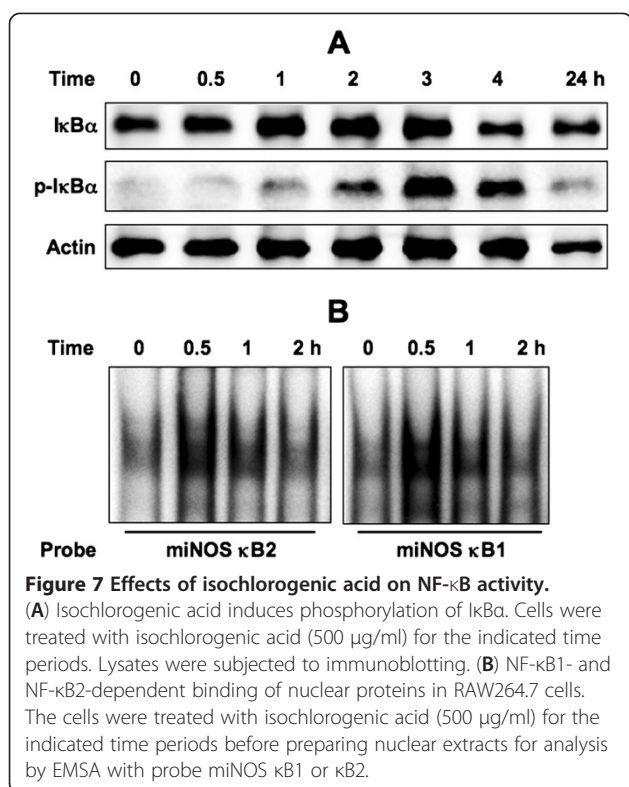 A
Time 0 0.5 1 2 3 4 24 h
IκBα
p-IκBα
Actin
B
Time 0 0.5 1 2 h 0 0.5 1 2 h
Probe miNOS κB2 miNOS κB1
Figure 7 Effects of isochlorogenic acid on NF-κB activity.
(A) Isochlorogenic acid induces phosphorylation of IκBα. Cells were
treated with isochlorogenic acid (500 μg/ml) for the indicated time
periods. Lysates were subjected to immunoblotting. (B) NF-κB1- and
NF-κB2-dependent binding of nuclear proteins in RAW264.7 cells.
The cells were treated with isochlorogenic acid (500 μg/ml) for the
indicated time periods before preparing nuclear extracts for analysis
by EMSA with probe miNOS κB1 or κB2.